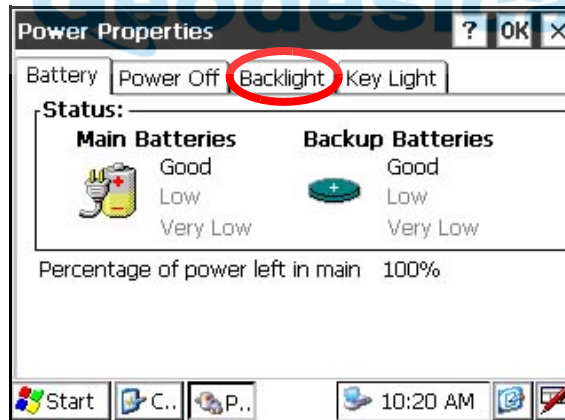 Geodesical
Power Properties ? OK ×
Battery Power Off Backlight Key Light
Status:
Main Batteries Backup Batteries
Good Good
Low Low
Very Low Very Low
Percentage of power left in main 100%
Start C.. P.. 10:20 AM